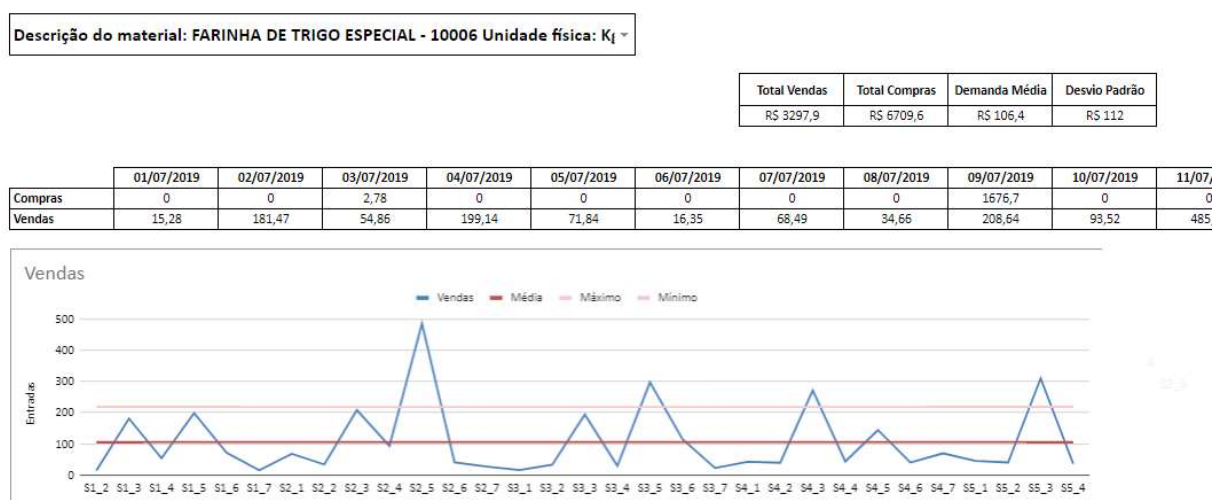 Descrição do material: FARINHA DE TRIGO ESPECIAL - 10006 Unidade física:
Total Vendas Total Compras Demanda Média Desvio Padrão
R$ 3297,9 R$ 6709,6 R$ 106,4 R$ 112
01/07/2019 02/07/2019 03/07/2019 04/07/2019 05/07/2019 06/07/2019 07/07/2019 08/07/2019 09/07/2019 10/07/2019 11/07/
Compras 0 0 2,78 0 0 0 0 0 1676,7 0 0
Vendas 15,28 181,47 54,86 199,14 71,84 16,35 68,49 34,66 208,64 93,52 485,
Vendas
Vendas Média Máximo Mínimo
500
400
300
200
100
0
Entradas
S1_2 S1_3 S1_4 S1_5 S1_6 S1_7 S2_1 S2_2 S2_3 S2_4 S2_5 S2_6 S2_7 S3_1 S3_2 S3_3 S3_4 S3_5 S3_6 S3_7 S4_1 S4_2 S4_3 S4_4 S4_5 S4_6 S4_7 S5_1 S5_2 S5_3 S5_4